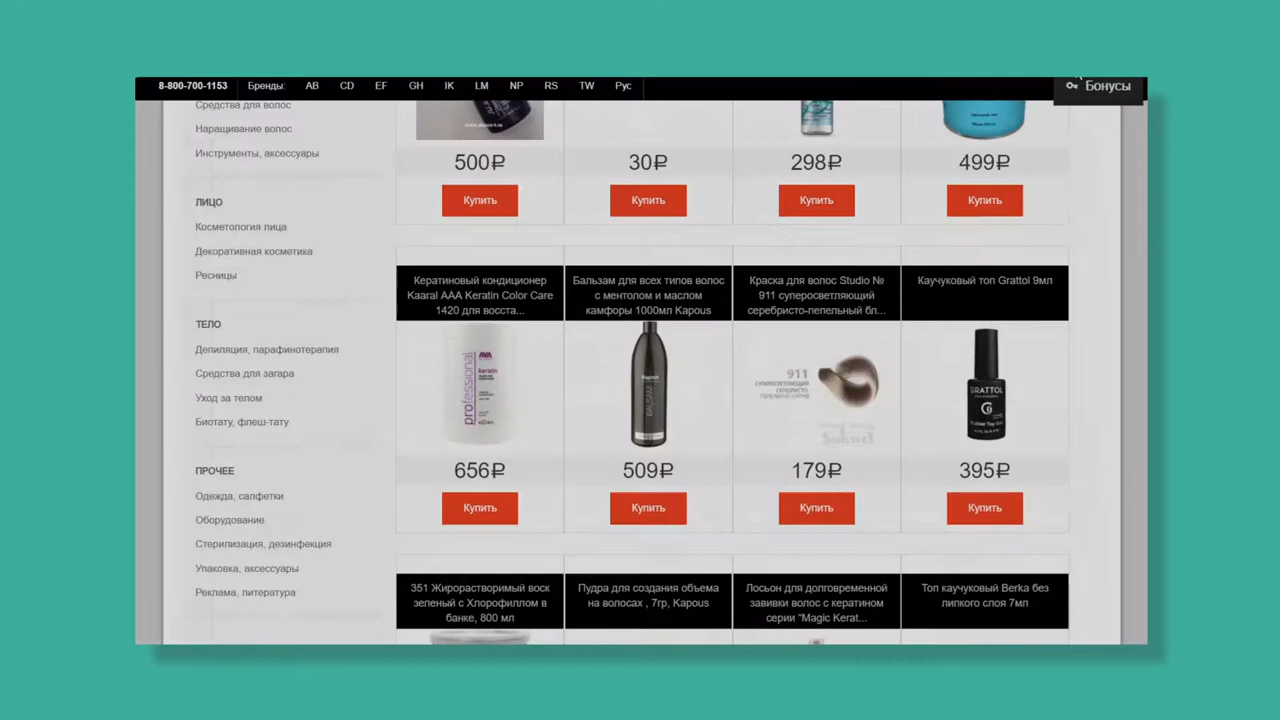 8-800-700-1153 Бренды: AB CD EF GH IK LM NP RS TW Рус Бонусы
Средства для волос
Наращивание волос
Инструменты, аксессуары
ЛИЦО
Косметология лица
Декоративная косметика
Ресницы
ТЕЛО
Депиляция, парафинотерапия
Средства для загара
Уход за телом
Биотату, флеш-тату
ПРОЧЕЕ
Одежда, салфетки
Оборудование
Стерилизация, дезинфекция
Упаковка, аксессуары
Реклама, литература
500₽ 30₽ 298₽ 499₽
Купить Купить Купить Купить
Кератиновый кондиционер
Kaaral AAA Keratin Color Care
1420 для восста...
Бальзам для всех типов волос
с ментолом и маслом
камфоры 1000мл Kapous
Краска для волос Studio №
911 суперосветляющий
серебристо-пепельный бл...
Каучуковый топ Grattol 9мл
professional
AVA
keratin
BALSAM
911
СУПЕРОСВЕТЛЯЮЩИЙ
GRATTOL
656₽ 509₽ 179₽ 395₽
Купить Купить Купить Купить
351 Жирорастворимый воск
зеленый с Хлорофиллом в
банке, 800 мл
Пудра для создания объема
на волосах , 7гр, Kapous
Лосьон для долговременной
завивки волос с кератином
серии "Magic Kerat...
Топ каучуковый Berka без
липкого слоя 7мл